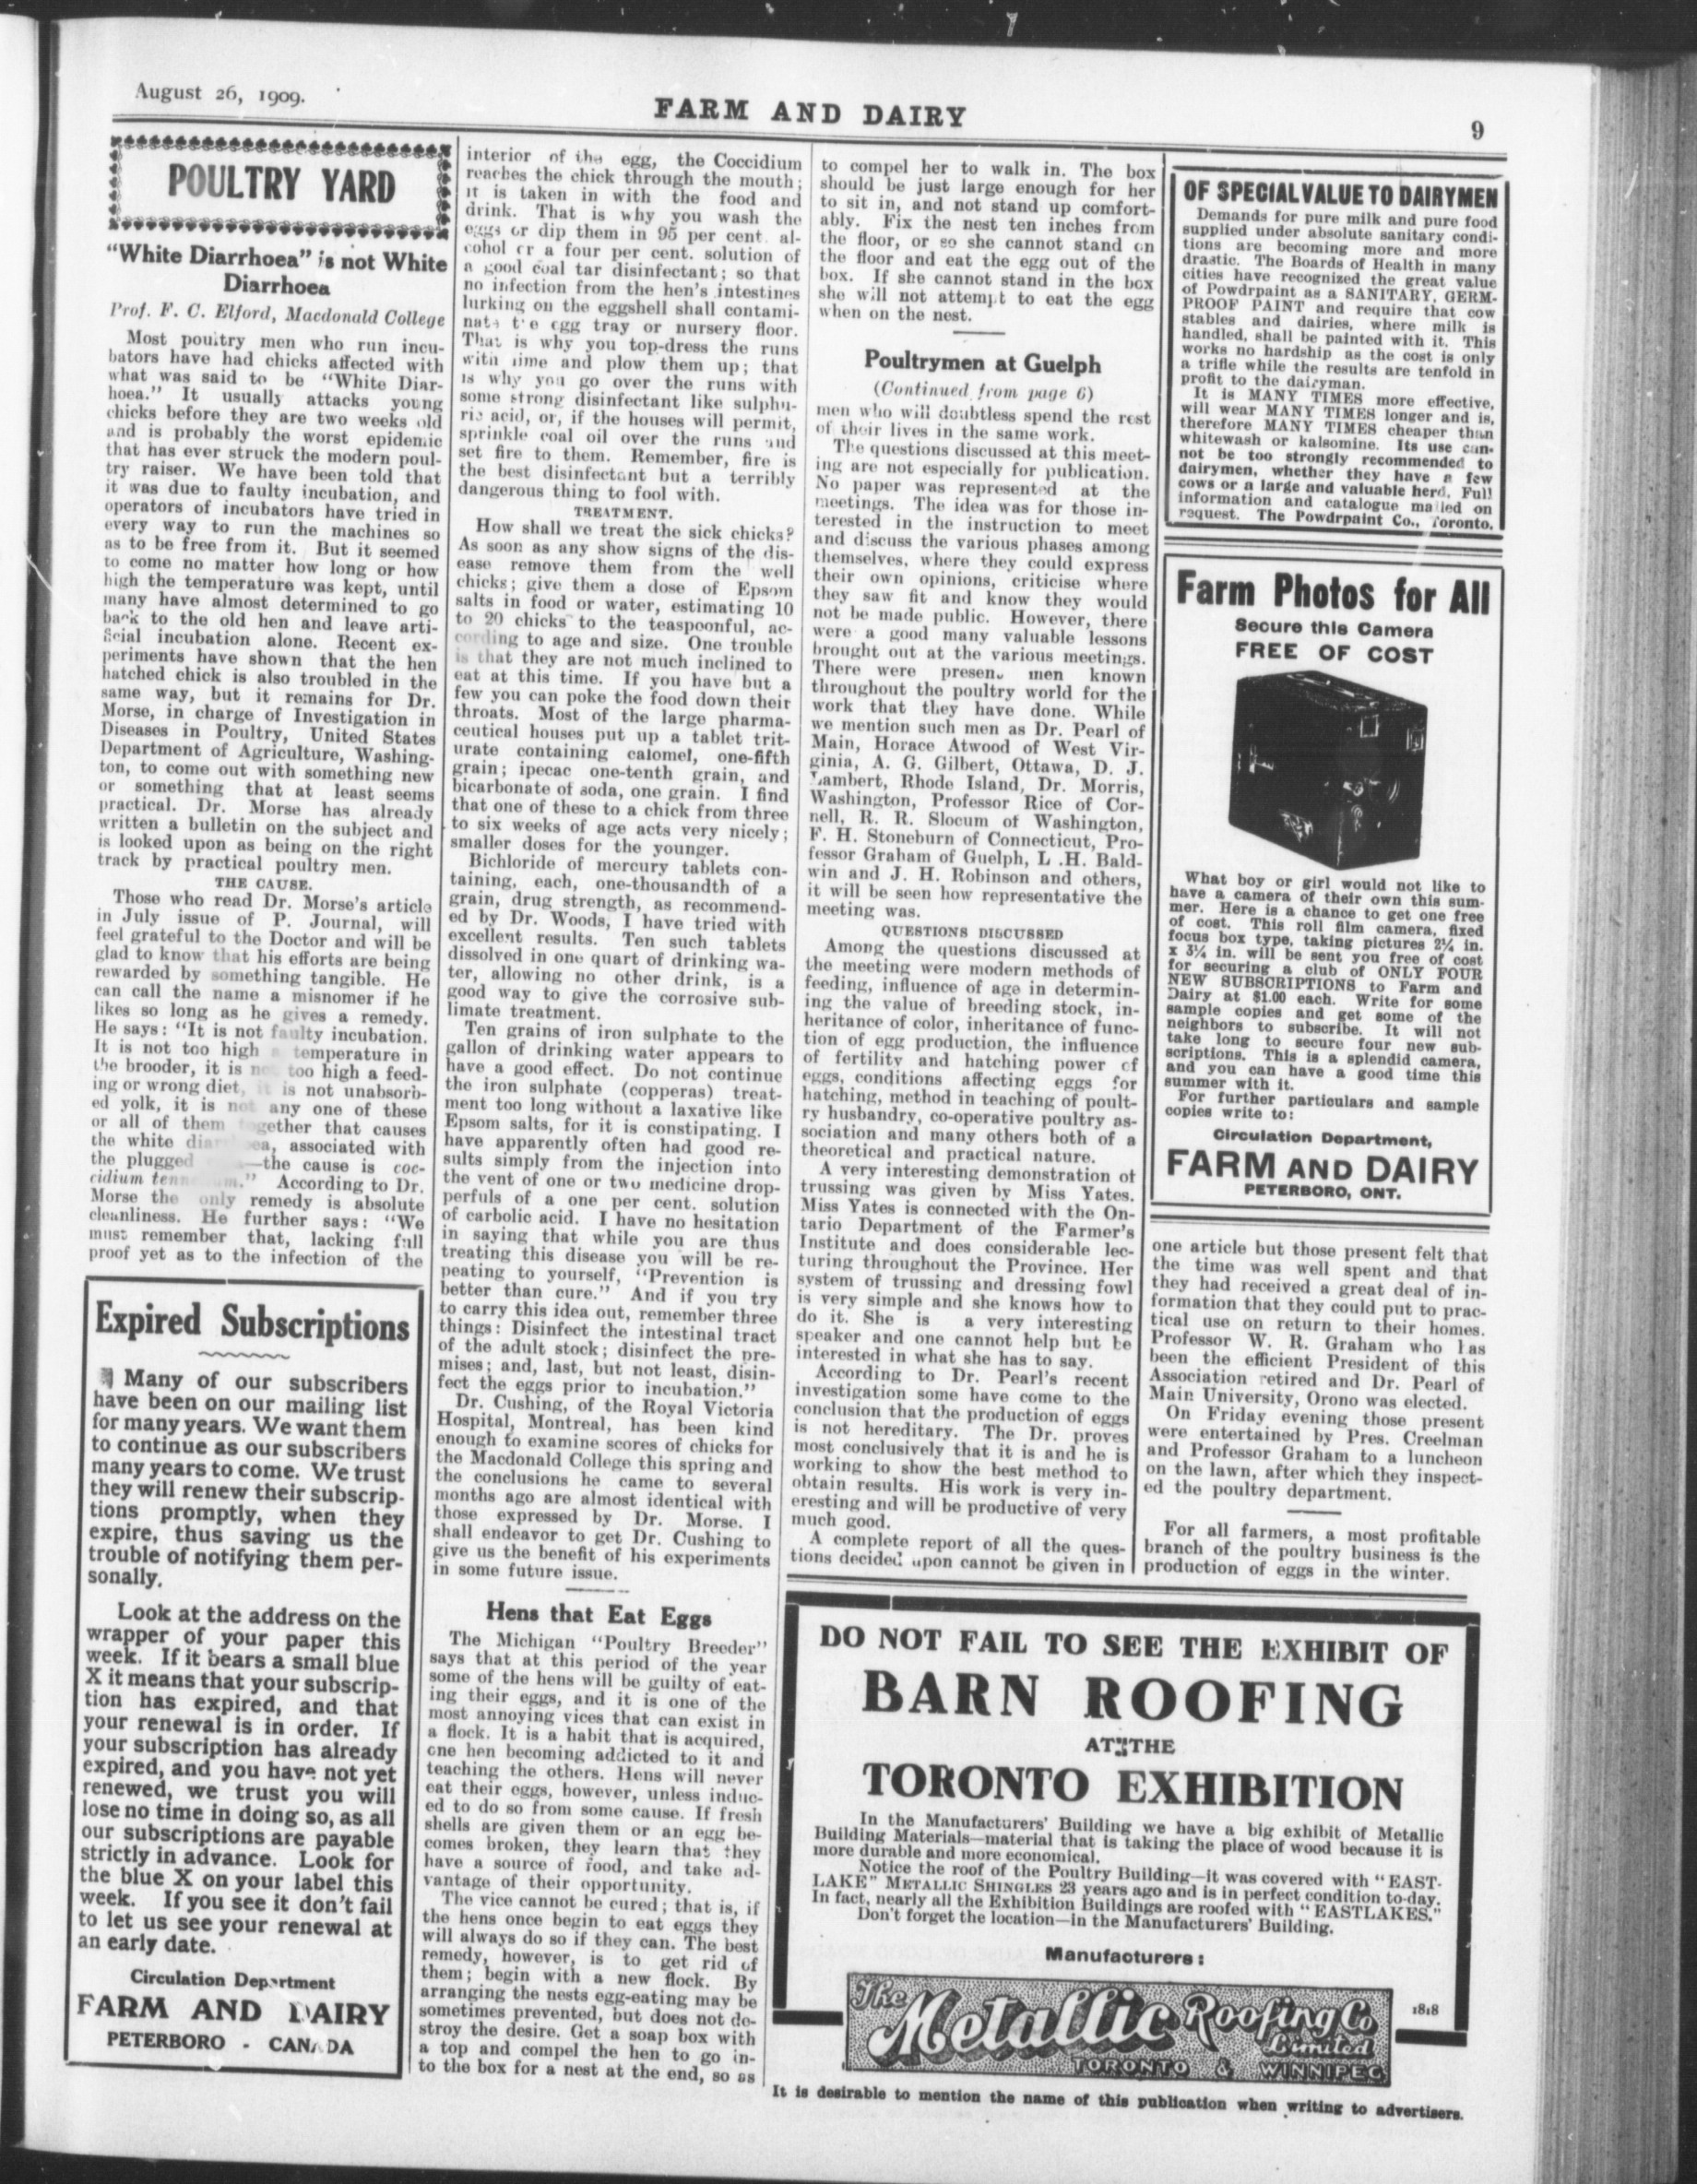 August 26, 1909.
FARM AND DAIRY
9
POULTRY YARD
"White Diarrhoea" is not White
Diarrhoea
Prof. F. C. Elford, Macdonald College
Most poultry men who run incu-
bators have had chicks affected with
what was said to be "White Diar-
hoea." It usually attacks young
chicks before they are two weeks old
and is probably the worst epidemic
that has ever struck the modern poul-
try raiser. We have been told that
it was due to faulty incubation, and
operators of incubators have tried in
every way to run the machines so
as to be free from it. But it seemed
to come no matter how long or how
high the temperature was kept, until
many have almost determined to go
back to the old hen and leave arti-
ficial incubation alone. Recent ex-
periments have shown that the hen
hatched chick is also troubled in the
same way, but it remains for Dr.
Morse, in charge of Investigation in
Diseases in Poultry, United States
Department of Agriculture, Washing-
ton, to come out with something new
or something that at least seems
practical. Dr. Morse has already
written a bulletin on the subject and
is looked upon as being on the right
track by practical poultry men.
THE CAUSE.
Those who read Dr. Morse's article
in July issue of P. Journal, will
feel grateful to the Doctor and will be
glad to know that his efforts are being
rewarded by something tangible. He
can call the name a misnomer if he
likes so long as he gives a remedy.
He says: "It is not faulty incubation.
It is not too high a temperature in
the brooder, it is not too high a feed-
ing or wrong diet, it is not unabsorb-
ed yolk, it is not any one of these
or all of them together that causes
the white diarrhoea, associated with
the plugged —the cause is coc-
cidium According to Dr.
Morse the only remedy is absolute
cleanliness. He further says: "We
must remember that, lacking full
proof yet as to the infection of the
Expired Subscriptions
Many of our subscribers
have been on our mailing list
for many years. We want them
to continue as our subscribers
many years to come. We trust
they will renew their subscrip-
tions promptly, when they
expire, thus saving us the
trouble of notifying them per-
sonally.
Look at the address on the
wrapper of your paper this
week. If it bears a small blue
X it means that your subscrip-
tion has expired, and that
your renewal is in order. If
your subscription has already
expired, and you have not yet
renewed, we trust you will
lose no time in doing so, as all
our subscriptions are payable
strictly in advance. Look for
the blue X on your label this
week. If you see it don't fail
to let us see your renewal at
an early date.
Circulation Department
FARM AND DAIRY
PETERBORO - CANADA
interior of the egg, the Coccidium
reaches the chick through the mouth;
it is taken in with the food and
drink. That is why you wash the
eggs or dip them in 95 per cent. al-
cohol or a four per cent. solution of
a good coal tar disinfectant; so that
no infection from the hen's intestines
lurking on the eggshell shall contami-
nate the egg tray or nursery floor.
That is why you top-dress the runs
with lime and plow them up; that
is why you go over the runs with
some strong disinfectant like sulphu-
ric acid, or, if the houses will permit,
sprinkle coal oil over the runs and
set fire to them. Remember, fire is
the best disinfectant but a terribly
dangerous thing to fool with.
TREATMENT.
How shall we treat the sick chicks?
As soon as any show signs of the dis-
ease remove them from the well
chicks; give them a dose of Epsom
salts in food or water, estimating 10
to 20 chicks to the teaspoonful, ac-
cording to age and size. One trouble
is that they are not much inclined to
eat at this time. If you have but a
few you can poke the food down their
throats. Most of the large pharma-
ceutical houses put up a tablet trit-
urate containing calomel, one-fifth
grain; ipecac one-tenth grain, and
bicarbonate of soda, one grain. I find
that one of these to a chick from three
to six weeks of age acts very nicely;
smaller doses for the younger.
Bichloride of mercury tablets con-
taining, each, one-thousandth of a
grain, drug strength, as recommend-
ed by Dr. Woods, I have tried with
excellent results. Ten such tablets
dissolved in one quart of drinking wa-
ter, allowing no other drink, is a
good way to give the corrosive sub-
limate treatment.
Ten grains of iron sulphate to the
gallon of drinking water appears to
have a good effect. Do not continue
the iron sulphate (copperas) treat-
ment too long without a laxative like
Epsom salts, for it is constipating. I
have apparently often had good re-
sults simply from the injection into
the vent of one or two medicine drop-
perfuls of a one per cent. solution
of carbolic acid. I have no hesitation
in saying that while you are thus
treating this disease you will be re-
peating to yourself, "Prevention is
better than cure." And if you try
to carry this idea out, remember three
things: Disinfect the intestinal tract
of the adult stock; disinfect the pre-
mises; and, last, but not least, disin-
fect the eggs prior to incubation."
Dr. Cushing, of the Royal Victoria
Hospital, Montreal, has been kind
enough to examine scores of chicks for
the Macdonald College this spring and
the conclusions he came to several
months ago are almost identical with
those expressed by Dr. Morse. I
shall endeavor to get Dr. Cushing to
give us the benefit of his experiments
in some future issue.
Hens that Eat Eggs
The Michigan "Poultry Breeder"
says that at this period of the year
some of the hens will be guilty of eat-
ing their eggs, and it is one of the
most annoying vices that can exist in
a flock. It is a habit that is acquired,
one hen becoming addicted to it and
teaching the others. Hens will never
eat their eggs, however, unless induc-
ed to do so from some cause. If fresh
shells are given them or an egg be-
comes broken, they learn that they
have a source of food, and take ad-
vantage of their opportunity.
The vice cannot be cured; that is, if
the hens once begin to eat eggs they
will always do so if they can. The best
remedy, however, is to get rid of
them; begin with a new flock. By
arranging the nests egg-eating may be
sometimes prevented, but does not de-
stroy the desire. Get a soap box with
a top and compel the hen to go in-
to the box for a nest at the end, so as
to compel her to walk in. The box
should be just large enough for her
to sit in, and not stand up comfort-
ably. Fix the nest ten inches from
the floor, or so she cannot stand on
the floor and eat the egg out of the
box. If she cannot stand in the box
she will not attempt to eat the egg
when on the nest.
Poultrymen at Guelph
(Continued from page 6)
men who will doubtless spend the rest
of their lives in the same work.
The questions discussed at this meet-
ing are not especially for publication.
No paper was represented at the
meetings. The idea was for those in-
terested in the instruction to meet
and discuss the various phases among
themselves, where they could express
their own opinions, criticise where
they saw fit and know they would
not be made public. However, there
were a good many valuable lessons
brought out at the various meetings.
There were present men known
throughout the poultry world for the
work that they have done. While
we mention such men as Dr. Pearl of
Main, Horace Atwood of West Vir-
ginia, A. G. Gilbert, Ottawa, D. J.
Lambert, Rhode Island, Dr. Morris,
Washington, Professor Rice of Cor-
nell, R. R. Slocum of Washington,
F. H. Stoneburn of Connecticut, Pro-
fessor Graham of Guelph, L .H. Bald-
win and J. H. Robinson and others,
it will be seen how representative the
meeting was.
QUESTIONS DISCUSSED
Among the questions discussed at
the meeting were modern methods of
feeding, influence of age in determin-
ing the value of breeding stock, in-
heritance of color, inheritance of func-
tion of egg production, the influence
of fertility and hatching power of
eggs, conditions affecting eggs for
hatching, method in teaching of poult-
ry husbandry, co-operative poultry as-
sociation and many others both of a
theoretical and practical nature.
A very interesting demonstration of
trussing was given by Miss Yates.
Miss Yates is connected with the On-
tario Department of the Farmer's
Institute and does considerable lec-
turing throughout the Province. Her
system of trussing and dressing fowl
is very simple and she knows how to
do it. She is a very interesting
speaker and one cannot help but be
interested in what she has to say.
According to Dr. Pearl's recent
investigation some have come to the
conclusion that the production of eggs
is not hereditary. The Dr. proves
most conclusively that it is and he is
working to show the best method to
obtain results. His work is very in-
eresting and will be productive of very
much good.
A complete report of all the ques-
tions decided upon cannot be given in
OF SPECIAL VALUE TO DAIRYMEN
Demands for pure milk and pure food
supplied under absolute sanitary condi-
tions are becoming more and more
drastic. The Boards of Health in many
cities have recognized the great value
of Powdrpaint as a SANITARY, GERM-
PROOF PAINT and require that cow
stables and dairies, where milk is
handled, shall be painted with it. This
works no hardship as the cost is only
a trifle while the results are tenfold in
profit to the dairyman.
It is MANY TIMES more effective,
will wear MANY TIMES longer and is,
therefore MANY TIMES cheaper than
whitewash or kalsomine. Its use can-
not be too strongly recommended to
dairymen, whether they have a few
cows or a large and valuable herd. Full
information and catalogue mailed on
request. The Powdrpaint Co., Toronto.
Farm Photos for All
Secure this Camera
FREE OF COST
What boy or girl would not like to
have a camera of their own this sum-
mer. Here is a chance to get one free
of cost. This roll film camera, fixed
focus box type, taking pictures 2¼ in.
x 3¼ in. will be sent you free of cost
for securing a club of ONLY FOUR
NEW SUBSCRIPTIONS to Farm and
Dairy at $1.00 each. Write for some
sample copies and get some of the
neighbors to subscribe. It will not
take long to secure four new sub-
scriptions. This is a splendid camera,
and you can have a good time this
summer with it.
For further particulars and sample
copies write to:
Circulation Department,
FARM AND DAIRY
PETERBORO, ONT.
one article but those present felt that
the time was well spent and that
they had received a great deal of in-
formation that they could put to prac-
tical use on return to their homes.
Professor W. R. Graham who has
been the efficient President of this
Association retired and Dr. Pearl of
Main University, Orono was elected.
On Friday evening those present
were entertained by Pres. Creelman
and Professor Graham to a luncheon
on the lawn, after which they inspect-
ed the poultry department.
For all farmers, a most profitable
branch of the poultry business is the
production of eggs in the winter.
DO NOT FAIL TO SEE THE EXHIBIT OF
BARN ROOFING
AT THE
TORONTO EXHIBITION
In the Manufacturers' Building we have a big exhibit of Metallic
Building Materials—material that is taking the place of wood because it is
more durable and more economical.
Notice the roof of the Poultry Building—it was covered with "EAST-
LAKE" METALLIC SHINGLES 23 years ago and is in perfect condition to-day.
In fact, nearly all the Exhibition Buildings are roofed with "EASTLAKES."
Don't forget the location—in the Manufacturers' Building.
Manufacturers:
The Metallic Roofing Co
Limited
TORONTO & WINNIPEG
1818
It is desirable to mention the name of this publication when writing to advertisers.